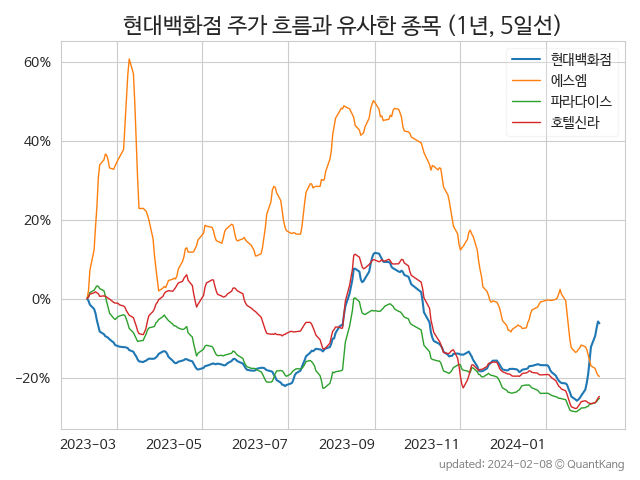 현대백화점 주가 흐름과 유사한 종목 (1년, 5일선)
현대백화점
에스엠
파라다이스
호텔신라
60%
40%
20%
0%
−20%
2023-03 2023-05 2023-07 2023-09 2023-11 2024-01
updated: 2024-02-08 © QuantKang